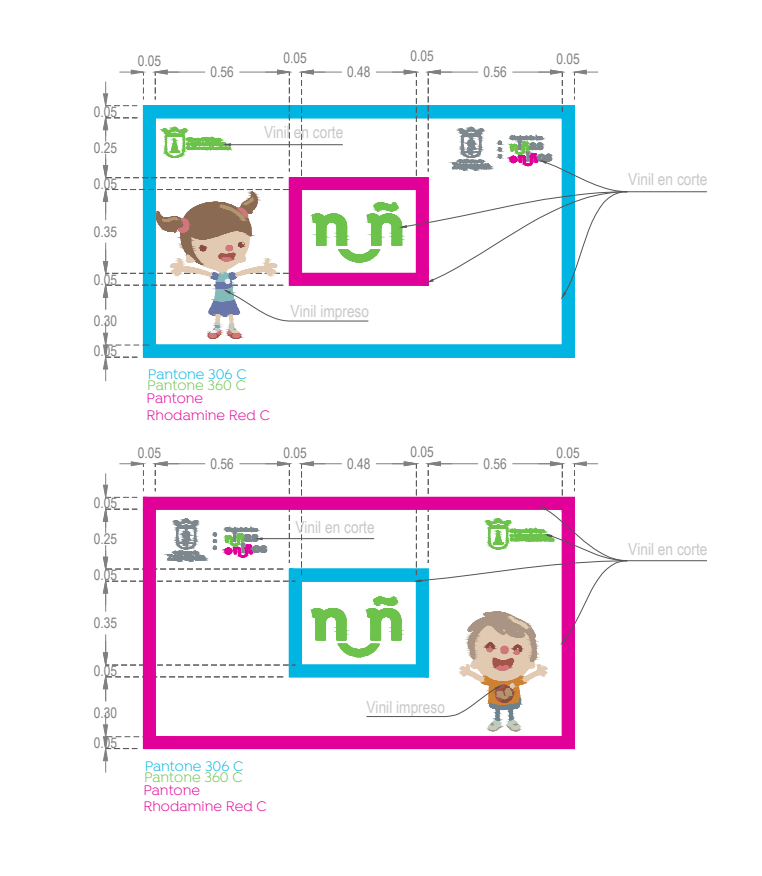 0.05 0.56 0.05 0.48 0.05 0.56 0.05
0.05
0.25
0.05
0.35
0.05
0.30
0.05
Vinil en corte
Vinil en corte
nuñ
Vinil impreso
Pantone 306 C
Pantone 360 C
Pantone
Rhodamine Red C
0.05 0.56 0.05 0.48 0.05 0.56 0.05
0.05
0.25
0.05
0.35
0.05
0.30
0.05
Vinil en corte
Vinil en corte
nuñ
Vinil impreso
Pantone 306 C
Pantone 360 C
Pantone
Rhodamine Red C